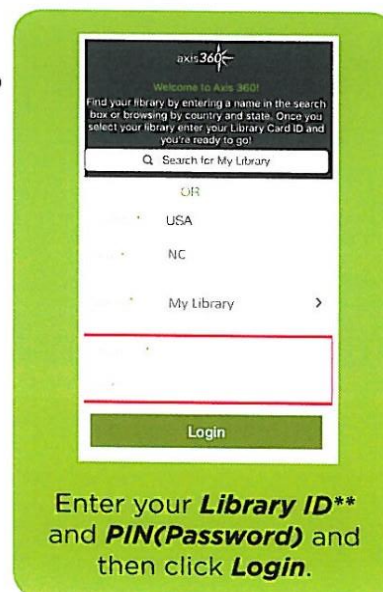 axis360
Welcome to Axis 360!
Find your library by entering a name in the search
box or browsing by country and state. Once you
select your library enter your Library Card ID and
you're ready to go!
Search for My Library
OR
USA
NC
My Library
Login
Enter your Library ID**
and PIN(Password) and
then click Login.